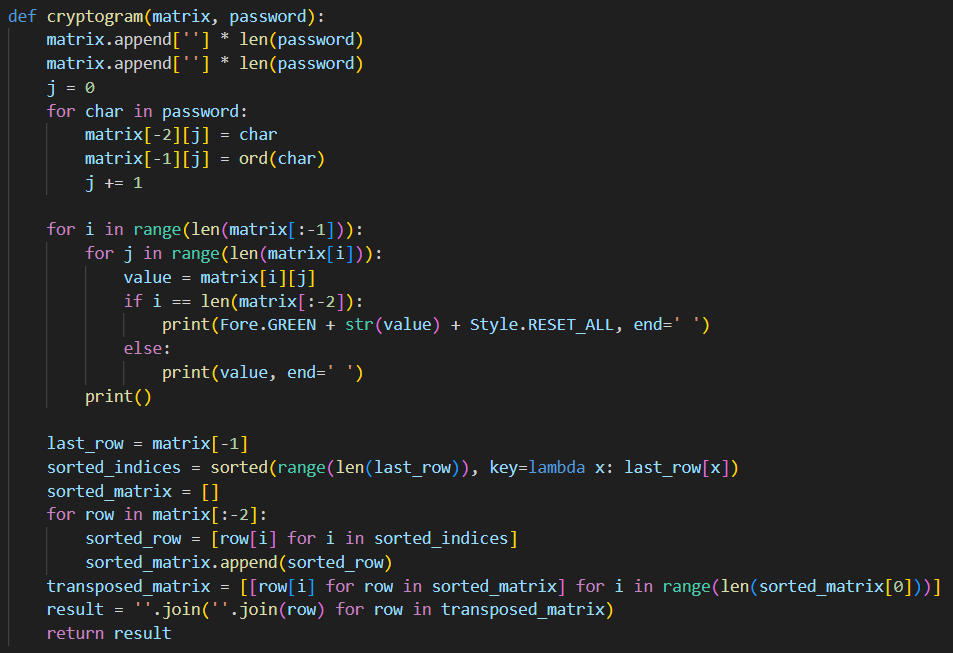 def cryptogram(matrix, password):
    matrix.append[''] * len(password)
    matrix.append[''] * len(password)
    j = 0
    for char in password:
        matrix[-2][j] = char
        matrix[-1][j] = ord(char)
        j += 1

    for i in range(len(matrix[:-1])):
        for j in range(len(matrix[i])):
            value = matrix[i][j]
            if i == len(matrix[:-2]):
                print(Fore.GREEN + str(value) + Style.RESET_ALL, end=' ')
            else:
                print(value, end=' ')
        print()

    last_row = matrix[-1]
    sorted_indices = sorted(range(len(last_row)), key=lambda x: last_row[x])
    sorted_matrix = []
    for row in matrix[:-2]:
        sorted_row = [row[i] for i in sorted_indices]
        sorted_matrix.append(sorted_row)
    transposed_matrix = [[row[i] for row in sorted_matrix] for i in range(len(sorted_matrix[0]))]
    result = ''.join(''.join(row) for row in transposed_matrix)
    return result